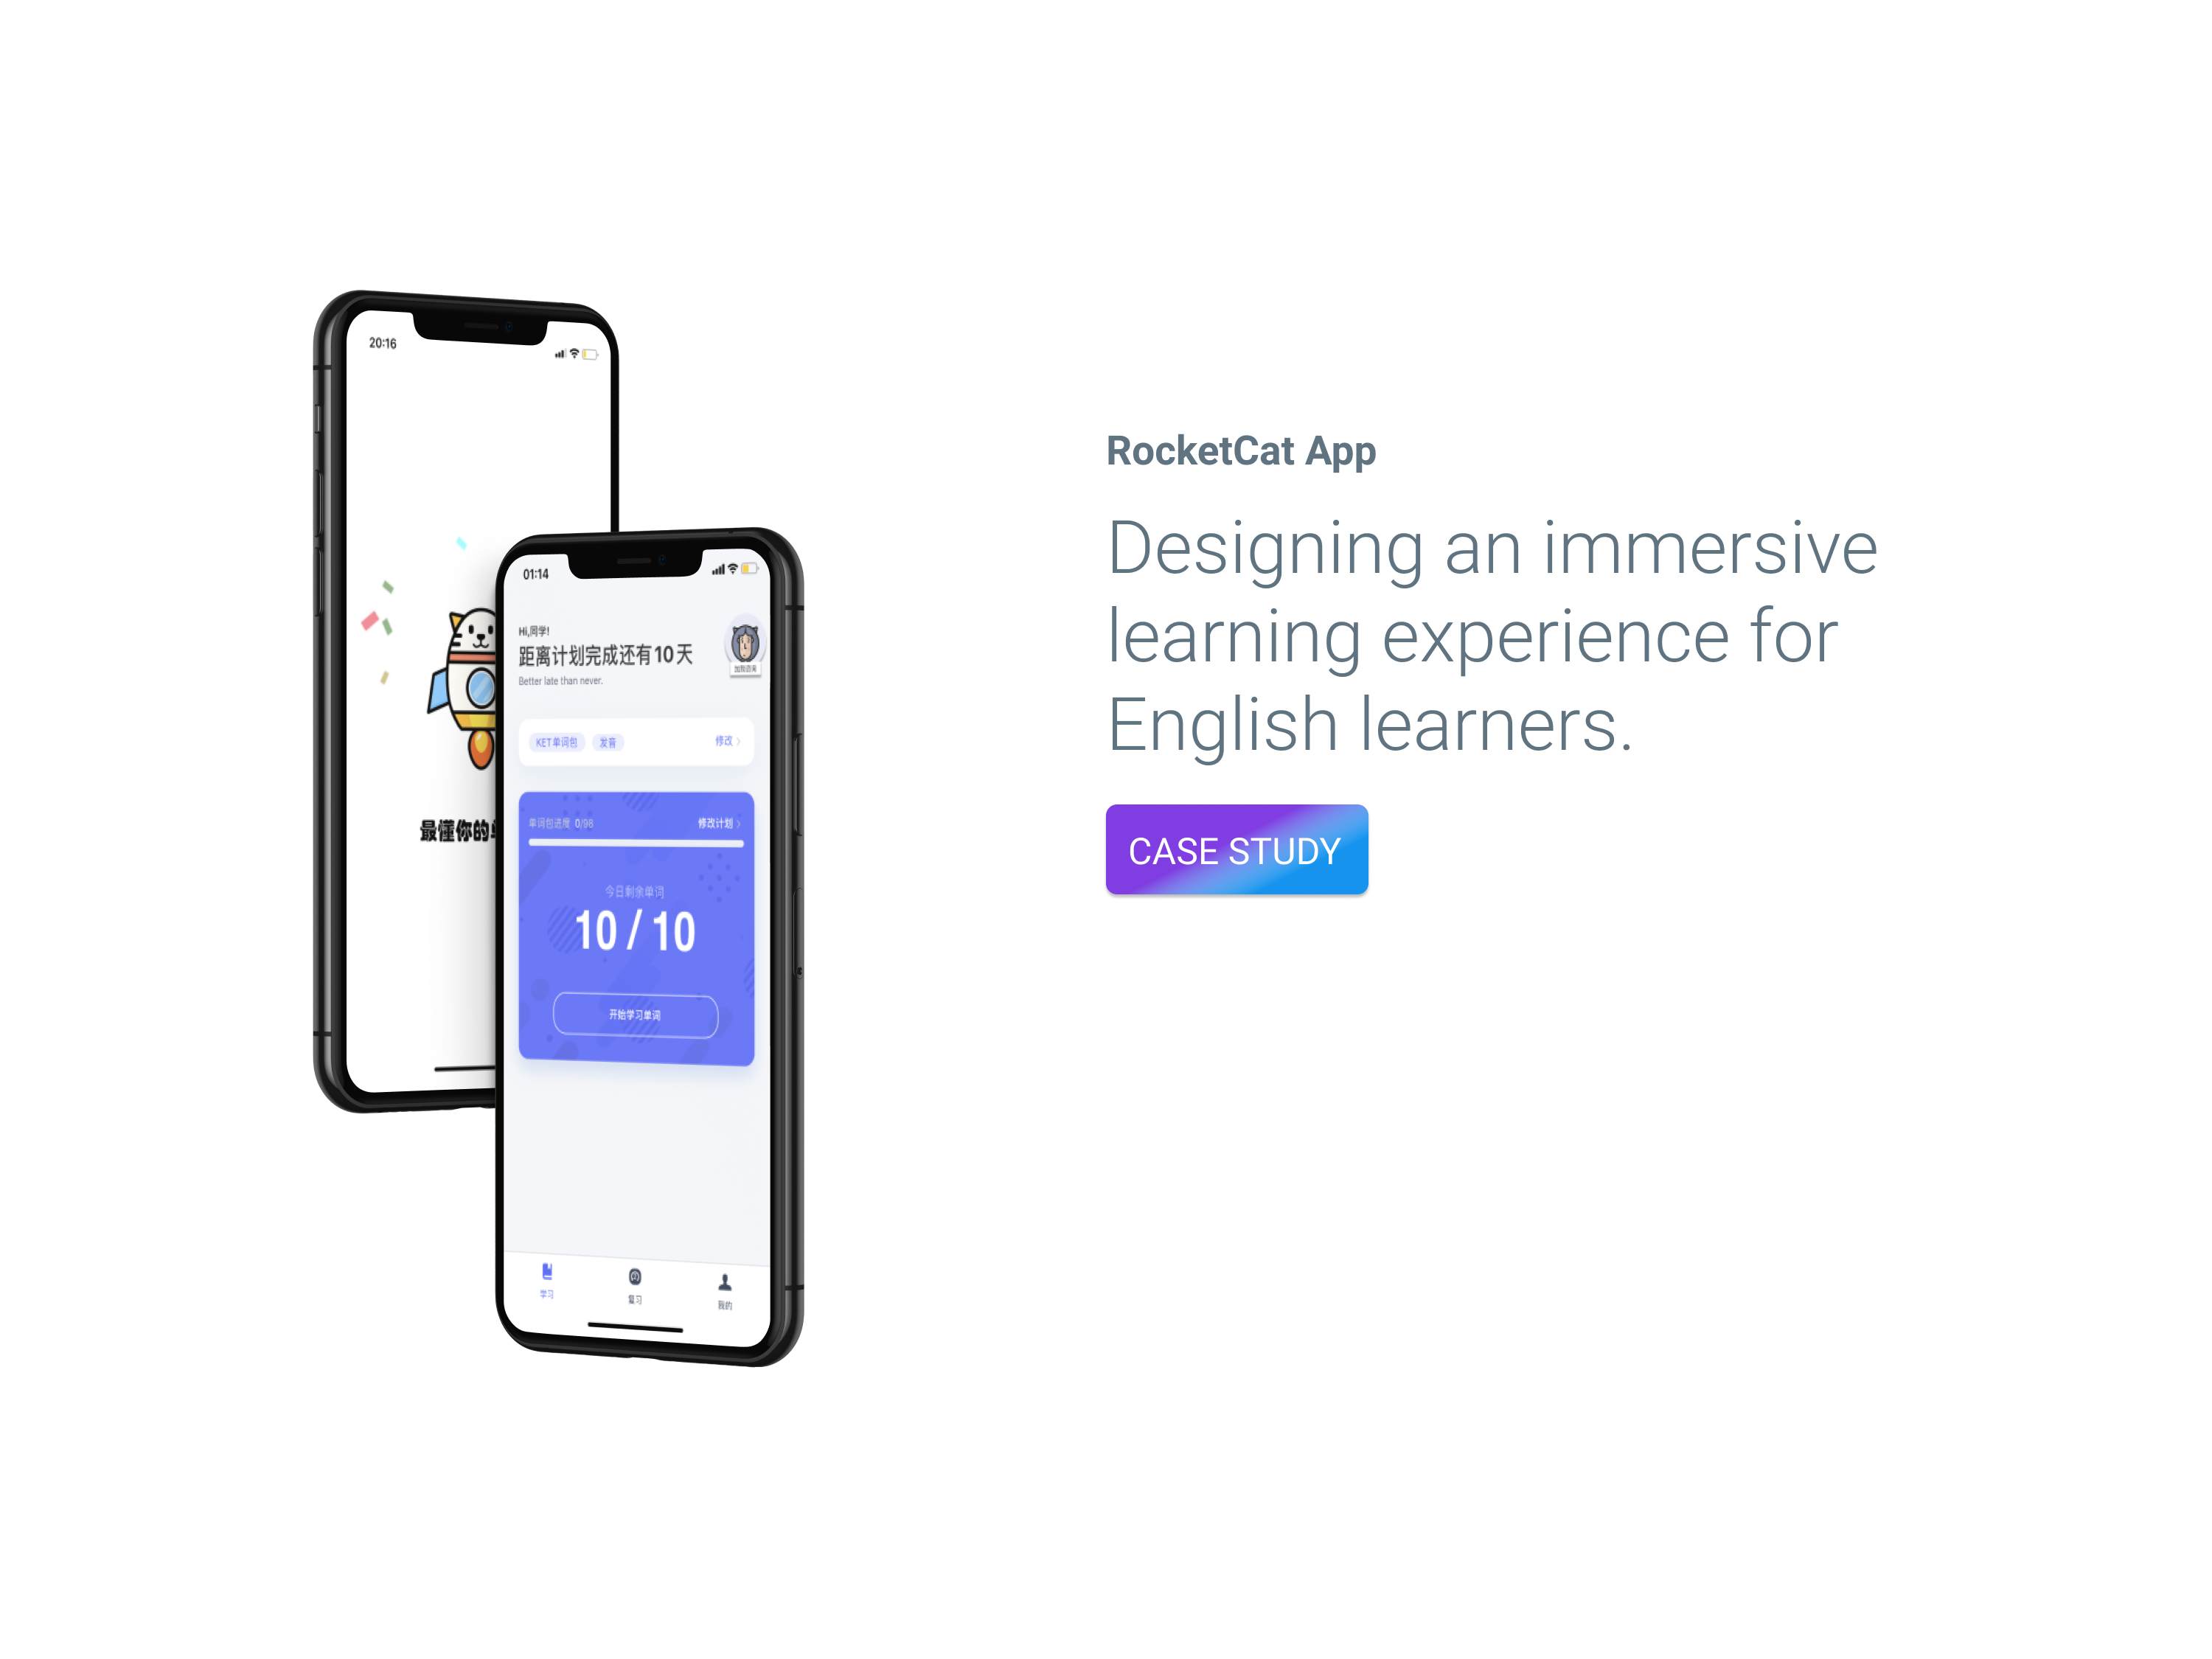 20:16
最懂你的
01:14
Hi,同学!
距离计划完成还有10天
Better late than never.
加我咨询
KET单词包 发音 修改
单词包进度 0/98 修改计划
今日剩余单词
10 / 10
开始学习单词
学习 复习 我的
RocketCat App
Designing an immersive
learning experience for
English learners.
CASE STUDY